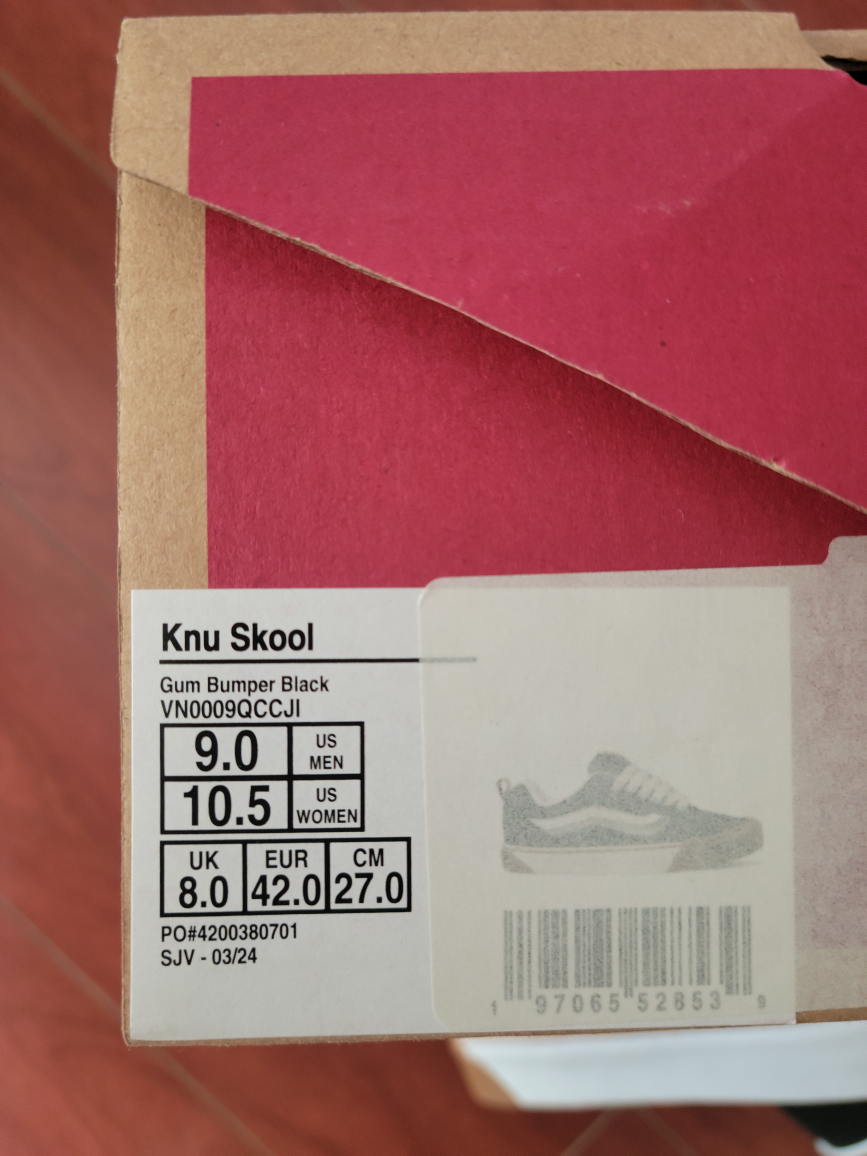 Knu Skool
Gum Bumper Black
VN0009QCCJI
9.0 US MEN
10.5 US WOMEN
UK EUR CM
8.0 42.0 27.0
PO#4200380701
SJV - 03/24
1 97065 52853 9